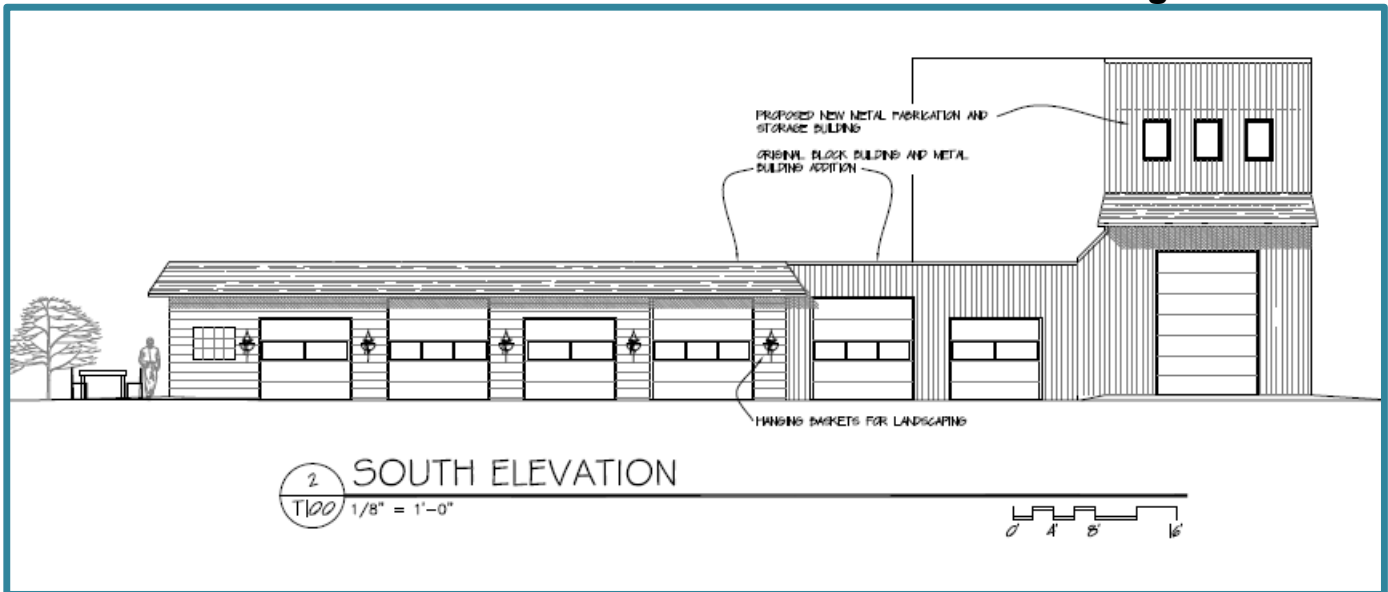 PROPOSED NEW METAL FABRICATION AND
STORAGE BUILDING
ORIGINAL BLOCK BUILDING AND METAL
BUILDING ADDITION
HANGING BASKETS FOR LANDSCAPING
2
T100
SOUTH ELEVATION
1/8" = 1'-0"
0' 4' 8' 16'